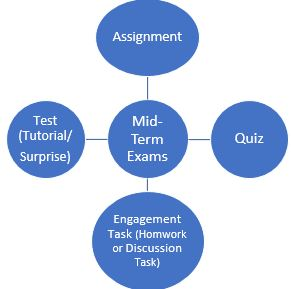 Assignment
Test
(Tutorial/
Surprise)
Mid-
Term
Exams
Quiz
Engagement
Task (Homwork
or Discussion
Task)